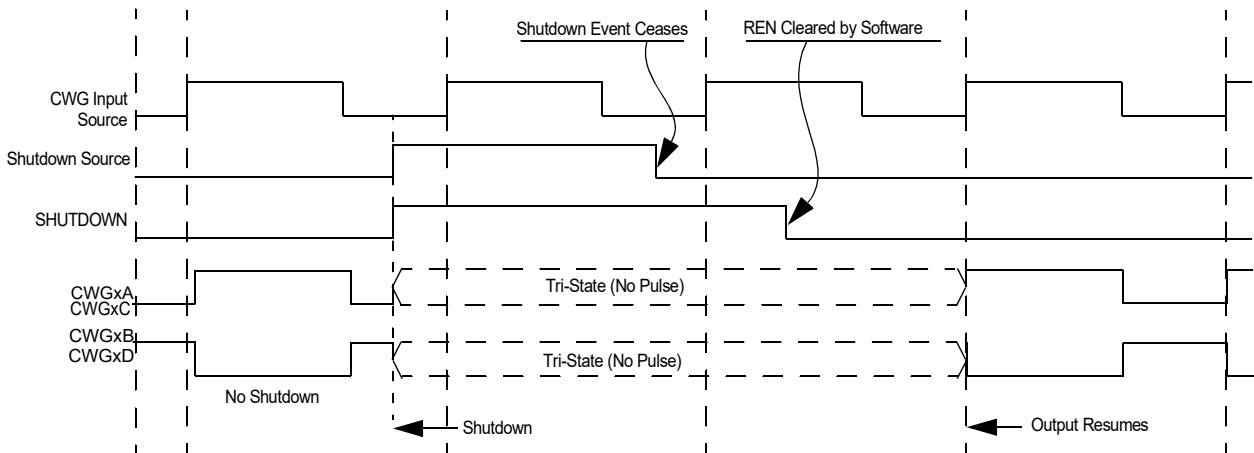 Shutdown Event Ceases
REN Cleared by Software
CWG Input
Source
Shutdown Source
SHUTDOWN
CWGxA
CWGxC
Tri-State (No Pulse)
CWGxB
CWGxD
Tri-State (No Pulse)
No Shutdown
Shutdown
Output Resumes